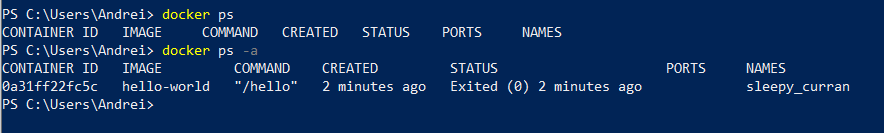 PS C:\Users\Andrei> docker ps
CONTAINER ID   IMAGE     COMMAND   CREATED   STATUS    PORTS     NAMES
PS C:\Users\Andrei> docker ps -a
CONTAINER ID   IMAGE         COMMAND    CREATED         STATUS                     PORTS     NAMES
0a31ff22fc5c   hello-world   "/hello"   2 minutes ago   Exited (0) 2 minutes ago             sleepy_curran
PS C:\Users\Andrei>